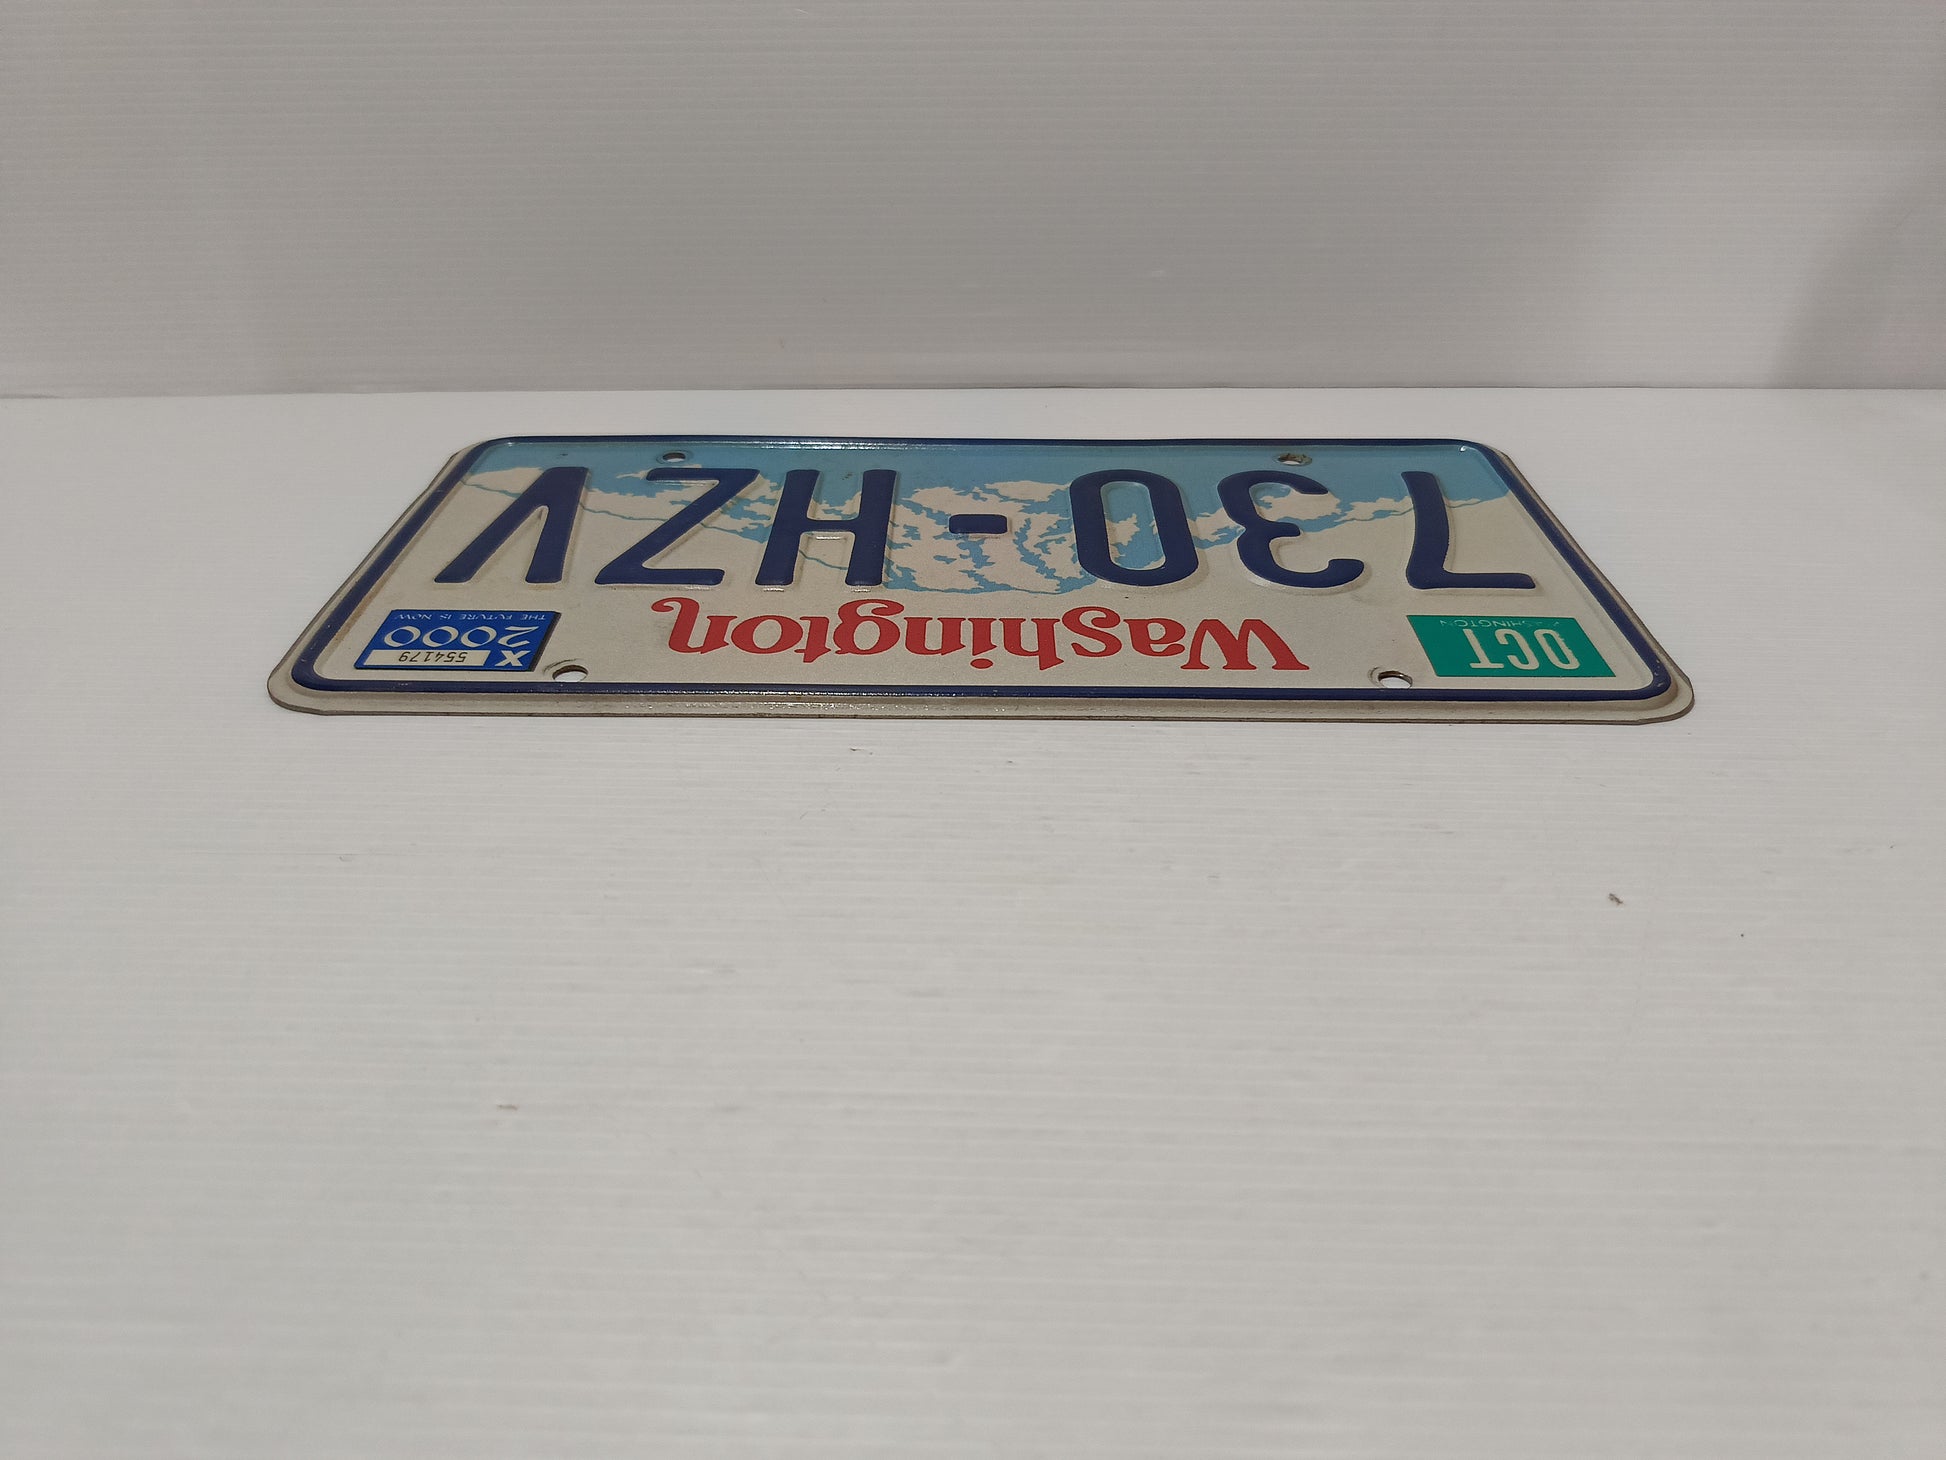 OCT
WASHINGTON
Washington
X 554179
2000
THE FUTURE IS NOW
730-HZV